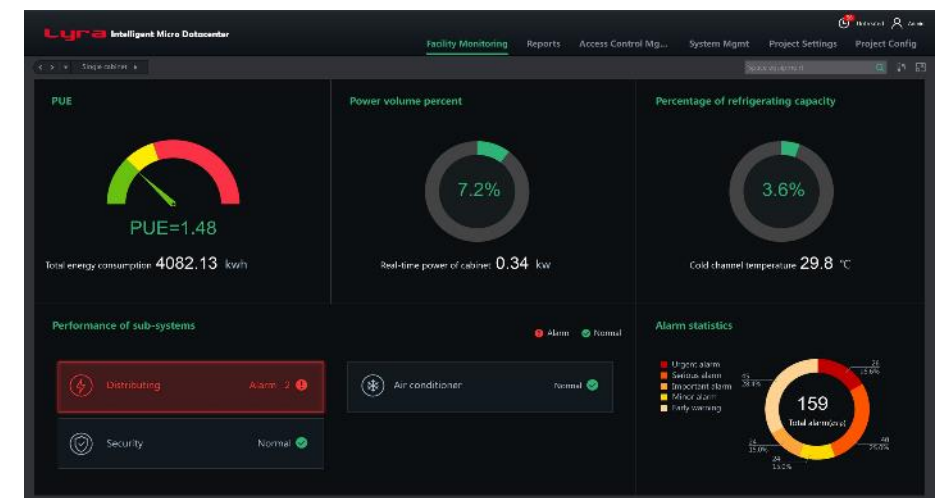 Lyra Intelligent Micro Datacenter
Facility Monitoring Reports Access Control Mg... System Mgmt Project Settings Project Config
Single cabinet
PUE
Power volume percent
Percentage of refrigerating capacity
7.2%
3.6%
PUE=1.48
Total energy consumption 4082.13 kwh
Real-time power of cabinet 0.34 kw
Cold channel temperature 29.8 ℃
Performance of sub-systems
Alarm Normal
Alarm statistics
Distributing Alarm 2
Air conditioner Normal
Security Normal
Urgent alarm
Serious alarm
Important alarm
Minor alarm
Early warning
159
Total alarm
45
40
24